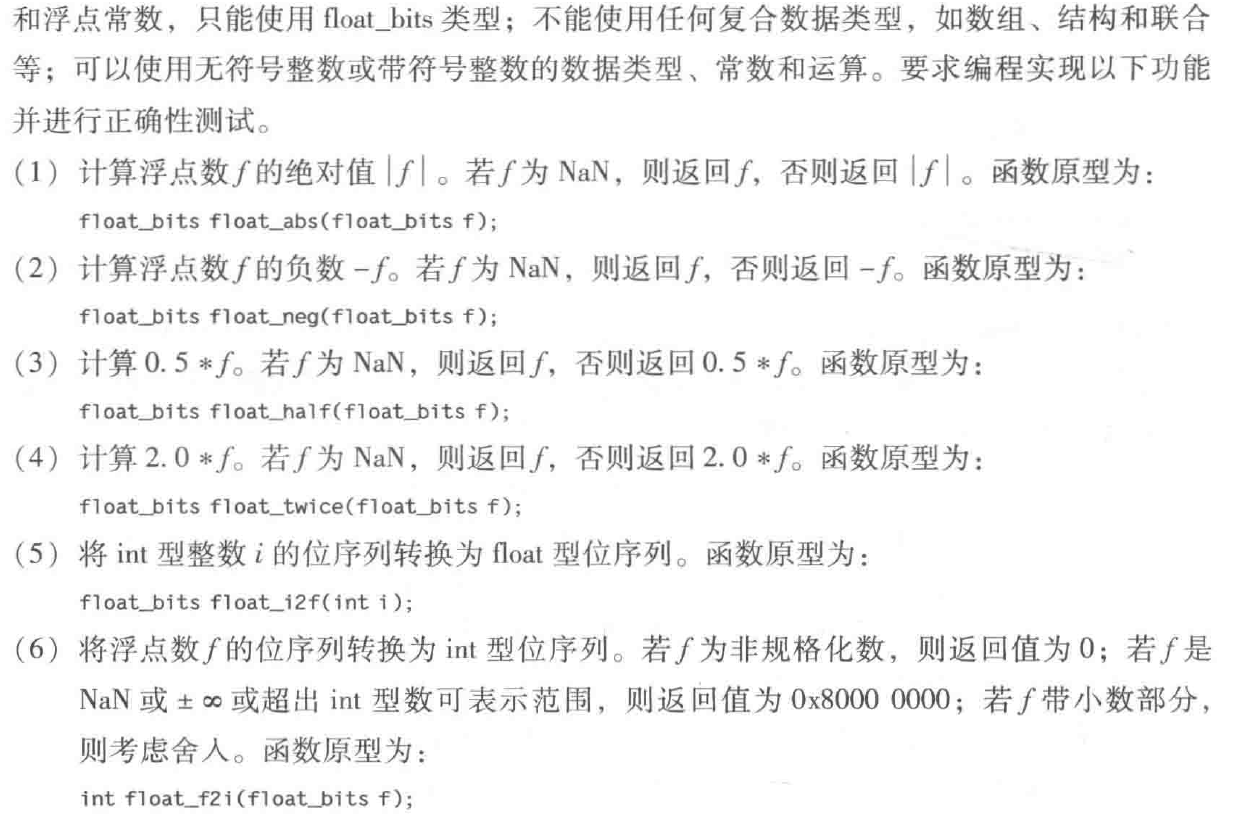 和浮点常数，只能使用 float_bits 类型；不能使用任何复合数据类型，如数组、结构和联合
等；可以使用无符号整数或带符号整数的数据类型、常数和运算。要求编程实现以下功能
并进行正确性测试。
(1) 计算浮点数 f 的绝对值 |f|。若 f 为 NaN，则返回 f，否则返回 |f|。函数原型为：
float_bits float_abs(float_bits f);
(2) 计算浮点数 f 的负数 -f。若 f 为 NaN，则返回 f，否则返回 -f。函数原型为：
float_bits float_neg(float_bits f);
(3) 计算 0.5*f。若 f 为 NaN，则返回 f，否则返回 0.5*f。函数原型为：
float_bits float_half(float_bits f);
(4) 计算 2.0*f。若 f 为 NaN，则返回 f，否则返回 2.0*f。函数原型为：
float_bits float_twice(float_bits f);
(5) 将 int 型整数 i 的位序列转换为 float 型位序列。函数原型为：
float_bits float_i2f(int i);
(6) 将浮点数 f 的位序列转换为 int 型位序列。若 f 为非规格化数，则返回值为 0；若 f 是
NaN 或 ±∞ 或超出 int 型数可表示范围，则返回值为 0x8000 0000；若 f 带小数部分，
则考虑舍入。函数原型为：
int float_f2i(float_bits f);